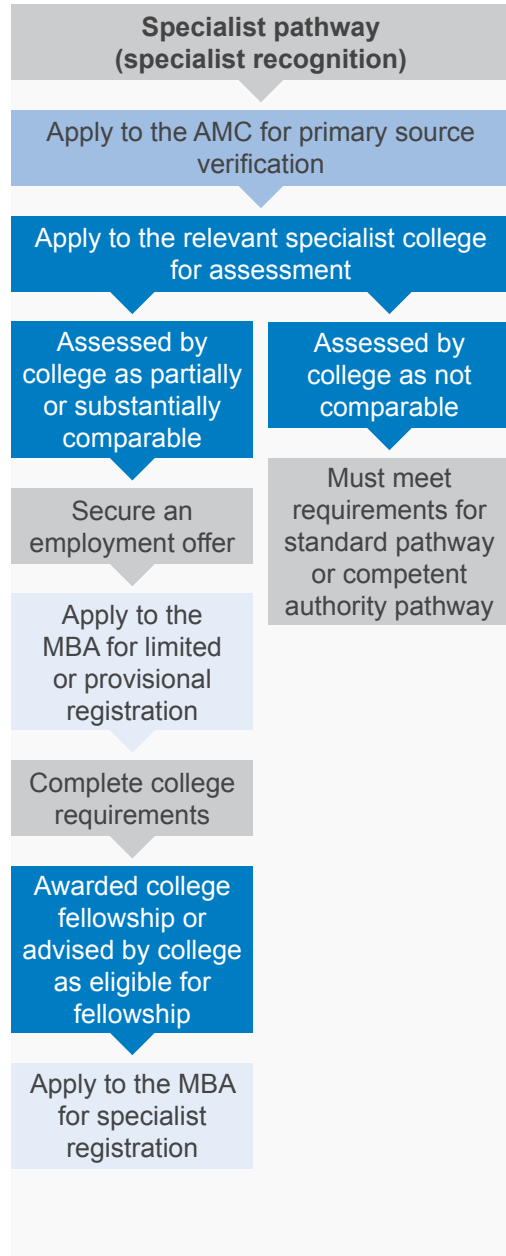 Specialist pathway
(specialist recognition)
Apply to the AMC for primary source
verification
Apply to the relevant specialist college
for assessment
Assessed by
college as partially
or substantially
comparable
Assessed by
college as not
comparable
Secure an
employment offer
Must meet
requirements for
standard pathway
or competent
authority pathway
Apply to the
MBA for limited
or provisional
registration
Complete college
requirements
Awarded college
fellowship or
advised by college
as eligible for
fellowship
Apply to the MBA
for specialist
registration